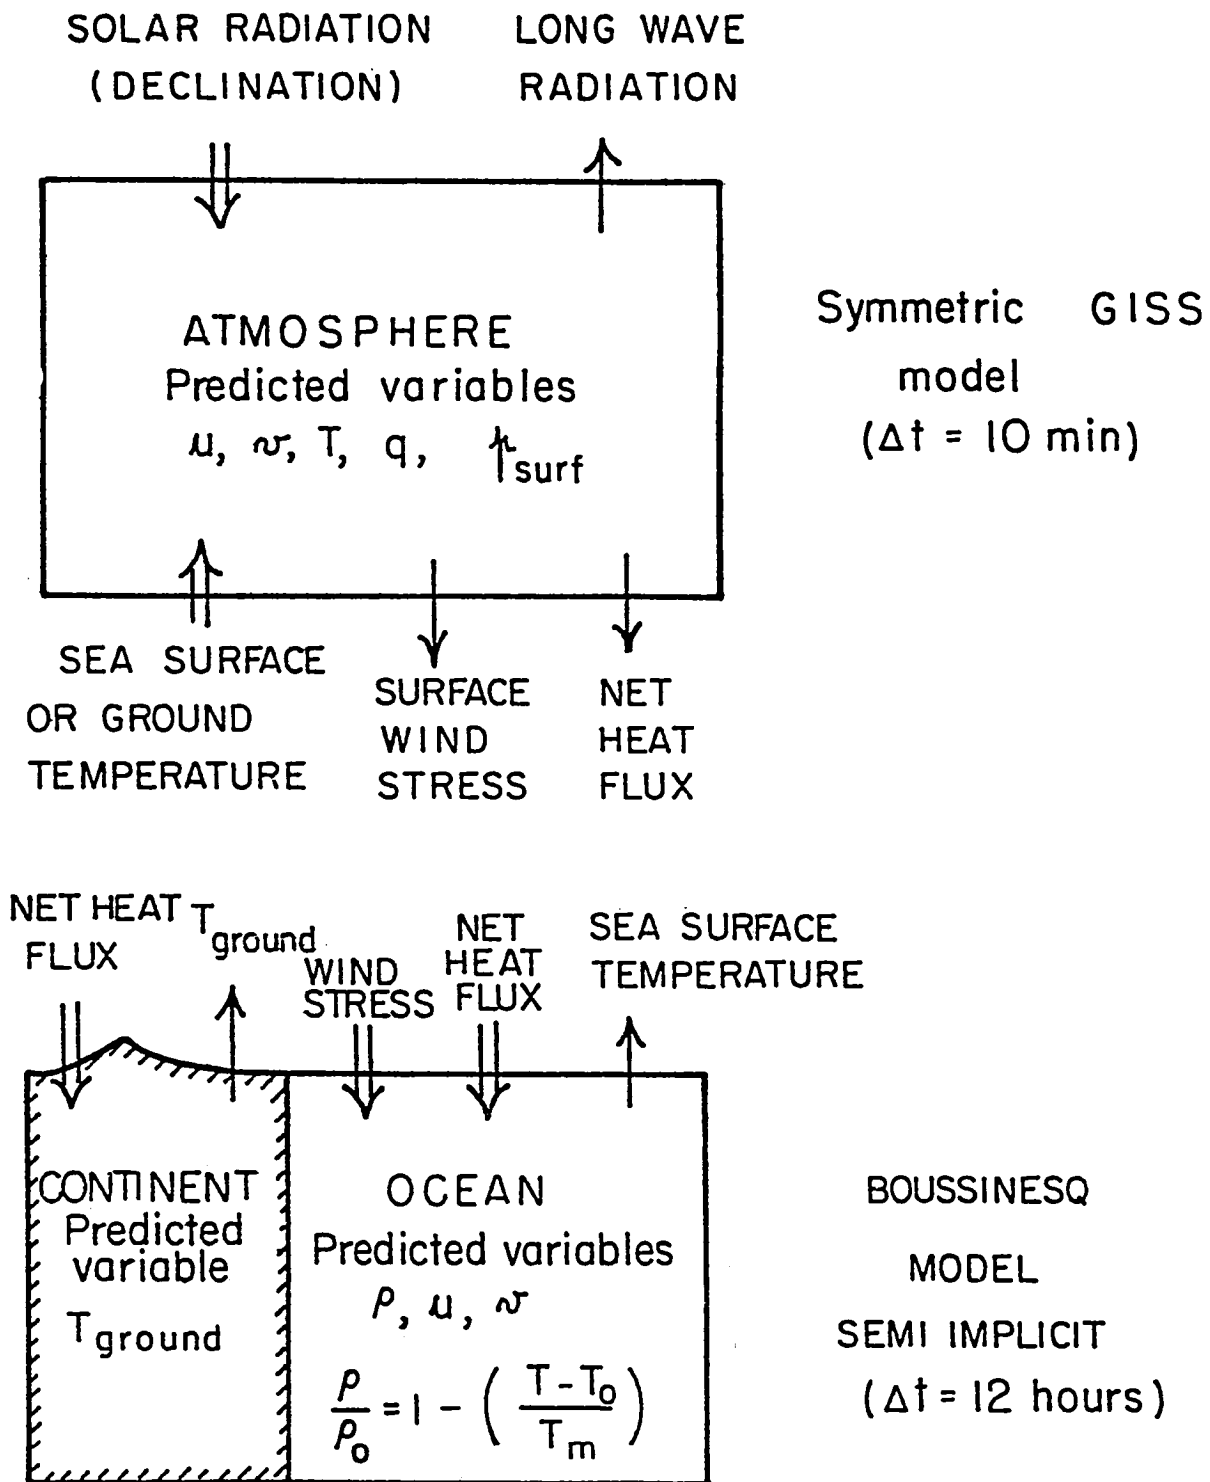 SOLAR RADIATION
(DECLINATION)
LONG WAVE
RADIATION
ATMOSPHERE
Predicted variables
u, v, T, q, p_surf
Symmetric GISS
model
(Δt = 10 min)
SEA SURFACE
OR GROUND
TEMPERATURE
SURFACE
WIND
STRESS
NET
HEAT
FLUX
NET HEAT
FLUX
T_ground
WIND
STRESS
NET
HEAT
FLUX
SEA SURFACE
TEMPERATURE
CONTINENT
Predicted
variable
T_ground
OCEAN
Predicted variables
ρ, u, v
ρ/ρ_0 = 1 - ( (T - T_0) / T_m )
BOUSSINESQ
MODEL
SEMI IMPLICIT
(Δt = 12 hours)